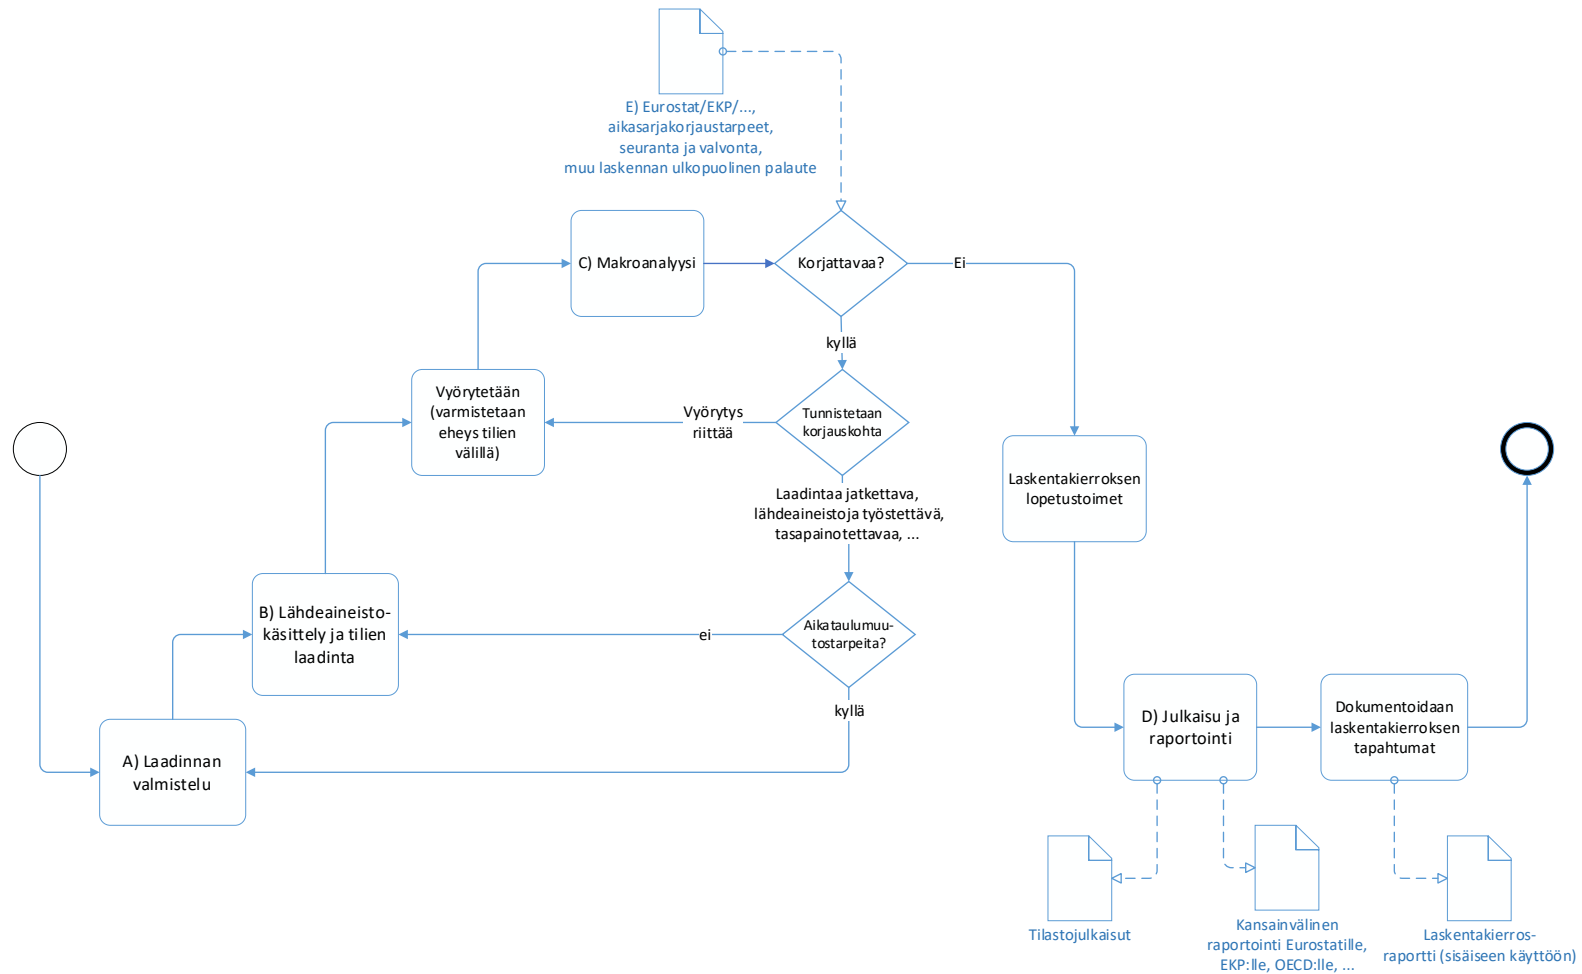 E) Eurostat/EKP/...,
aikasarjakorjaustarpeet,
seuranta ja valvonta,
muu laskennan ulkopuolinen palaute
C) Makroanalyysi
Korjattavaa?
Ei
kyllä
Vyörytetään
(varmistetaan
eheys tilien
välillä)
Vyörytys
riittää
Tunnistetaan
korjauskohta
Laskentakierroksen
lopetustoimet
Laadintaa jatkettava,
lähdeaineistoja työstettävä,
tasapainotettavaa, ...
B) Lähdeaineisto-
käsittely ja tilien
laadinta
ei
Aikataulumuu-
tostarpeita?
kyllä
A) Laadinnan
valmistelu
D) Julkaisu ja
raportointi
Dokumentoidaan
laskentakierroksen
tapahtumat
Tilastojulkaisut
Kansainvälinen
raportointi Eurostatille,
EKP:lle, OECD:lle, ...
Laskentakierros-
raportti (sisäiseen käyttöön)